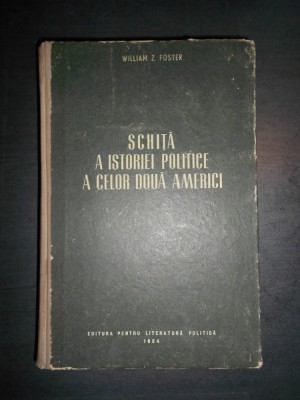 WILLIAM Z. FOSTER
SCHIȚĂ
A ISTORIEI POLITICE
A CELOR DOUĂ AMERICI
EDITURA PENTRU LITERATURĂ POLITICĂ
1954